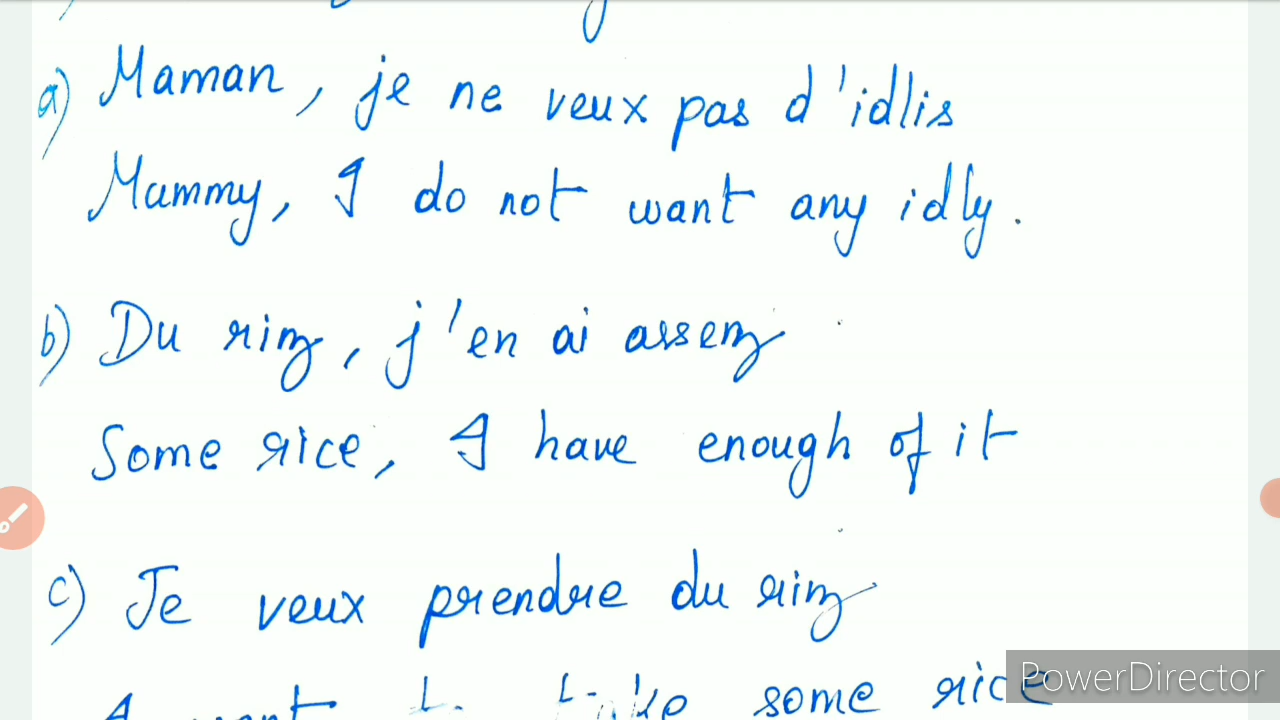 a) Maman, je ne veux pas d'idlis
Mammy, I do not want any idly.
b) Du riz, j'en ai assez
Some rice, I have enough of it
c) Je veux prendre du riz
some rice
PowerDirector